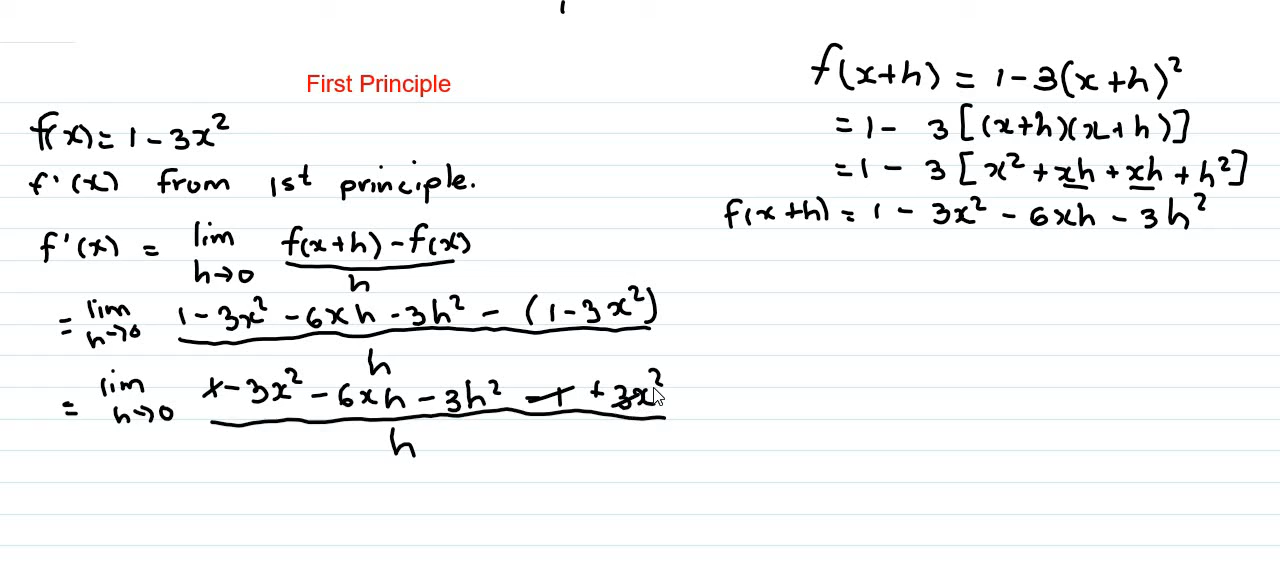 First Principle
f(x) = 1 - 3x²
f'(x) from 1st principle.
f'(x) = lim h→0 f(x+h) - f(x) / h
= lim h→0 1 - 3x² - 6xh - 3h² - (1 - 3x²) / h
= lim h→0 1 - 3x² - 6xh - 3h² - 1 + 3x² / h
f(x+h) = 1 - 3(x+h)²
= 1 - 3[(x+h)(x+h)]
= 1 - 3[x² + xh + xh + h²]
f(x+h) = 1 - 3x² - 6xh - 3h²